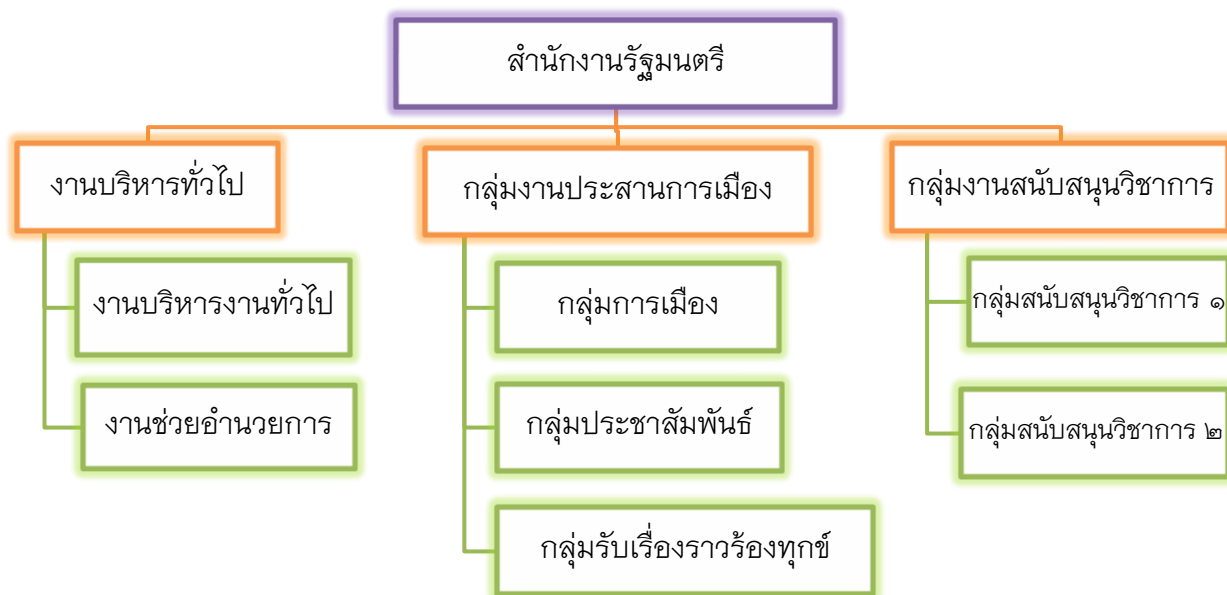 สำนักงานรัฐมนตรี
งานบริหารทั่วไป
งานบริหารงานทั่วไป
งานช่วยอำนวยการ
กลุ่มงานประสานการเมือง
กลุ่มการเมือง
กลุ่มประชาสัมพันธ์
กลุ่มรับเรื่องราวร้องทุกข์
กลุ่มงานสนับสนุนวิชาการ
กลุ่มสนับสนุนวิชาการ ๑
กลุ่มสนับสนุนวิชาการ ๒